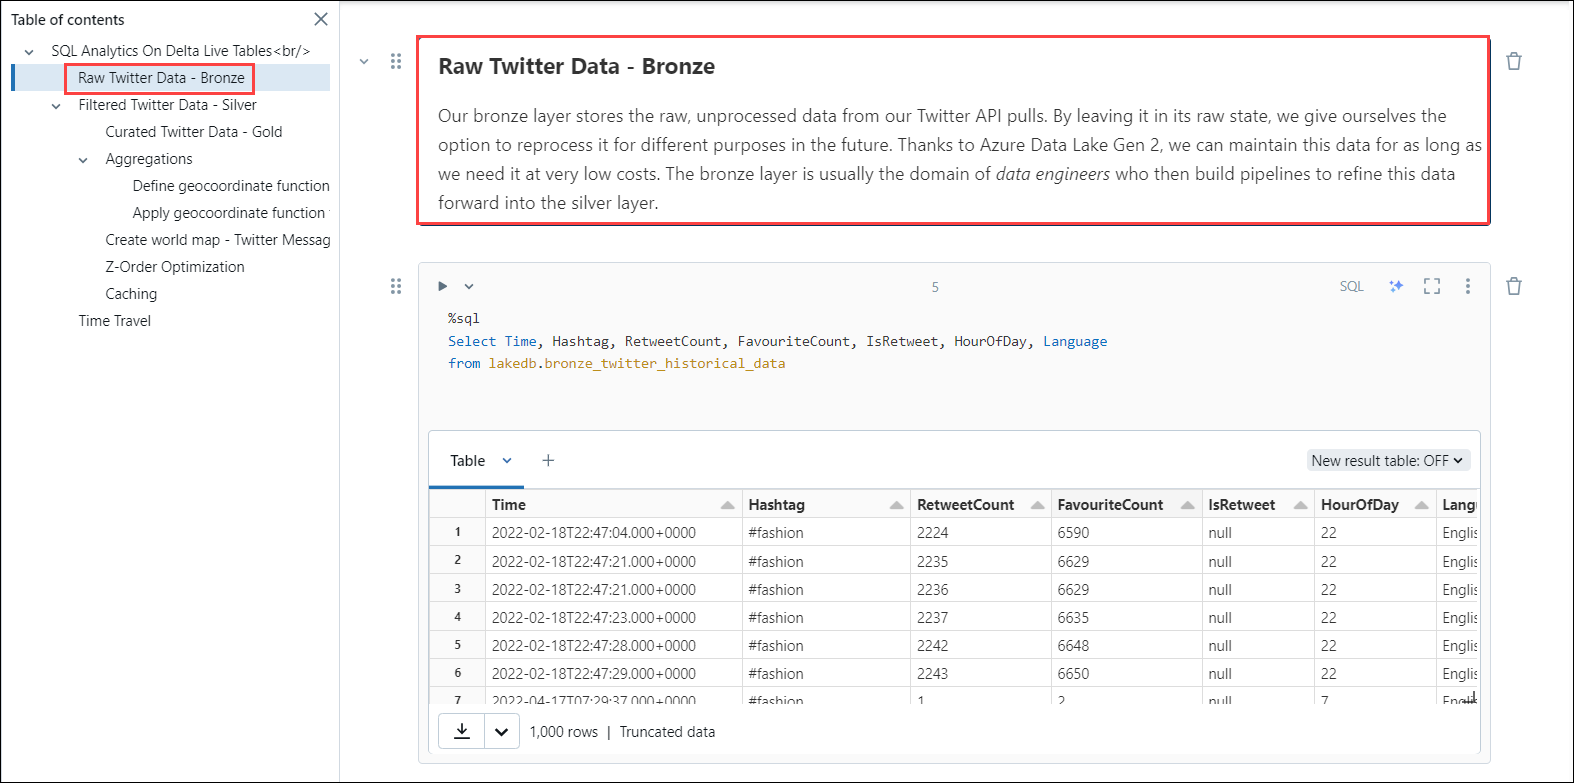 Table of contents
SQL Analytics On Delta Live Tables<br/>
Raw Twitter Data - Bronze
Filtered Twitter Data - Silver
Curated Twitter Data - Gold
Aggregations
Define geocoordinate function
Apply geocoordinate function
Create world map - Twitter Messag
Z-Order Optimization
Caching
Time Travel
Raw Twitter Data - Bronze
Our bronze layer stores the raw, unprocessed data from our Twitter API pulls. By leaving it in its raw state, we give ourselves the
option to reprocess it for different purposes in the future. Thanks to Azure Data Lake Gen 2, we can maintain this data for as long as
we need it at very low costs. The bronze layer is usually the domain of data engineers who then build pipelines to refine this data
forward into the silver layer.
5 SQL
%sql
Select Time, Hashtag, RetweetCount, FavouriteCount, IsRetweet, HourOfDay, Language
from lakedb.bronze_twitter_historical_data
Table + New result table: OFF
Time Hashtag RetweetCount FavouriteCount IsRetweet HourOfDay Langu
1 2022-02-18T22:47:04.000+0000 #fashion 2224 6590 null 22 Englis
2 2022-02-18T22:47:21.000+0000 #fashion 2235 6629 null 22 Englis
3 2022-02-18T22:47:21.000+0000 #fashion 2236 6629 null 22 Englis
4 2022-02-18T22:47:23.000+0000 #fashion 2237 6635 null 22 Englis
5 2022-02-18T22:47:28.000+0000 #fashion 2242 6648 null 22 Englis
6 2022-02-18T22:47:29.000+0000 #fashion 2243 6650 null 22 Englis
7 2022-04-17T07:29:37.000+0000 #fashion 1 2 null 7 Englis
1,000 rows | Truncated data